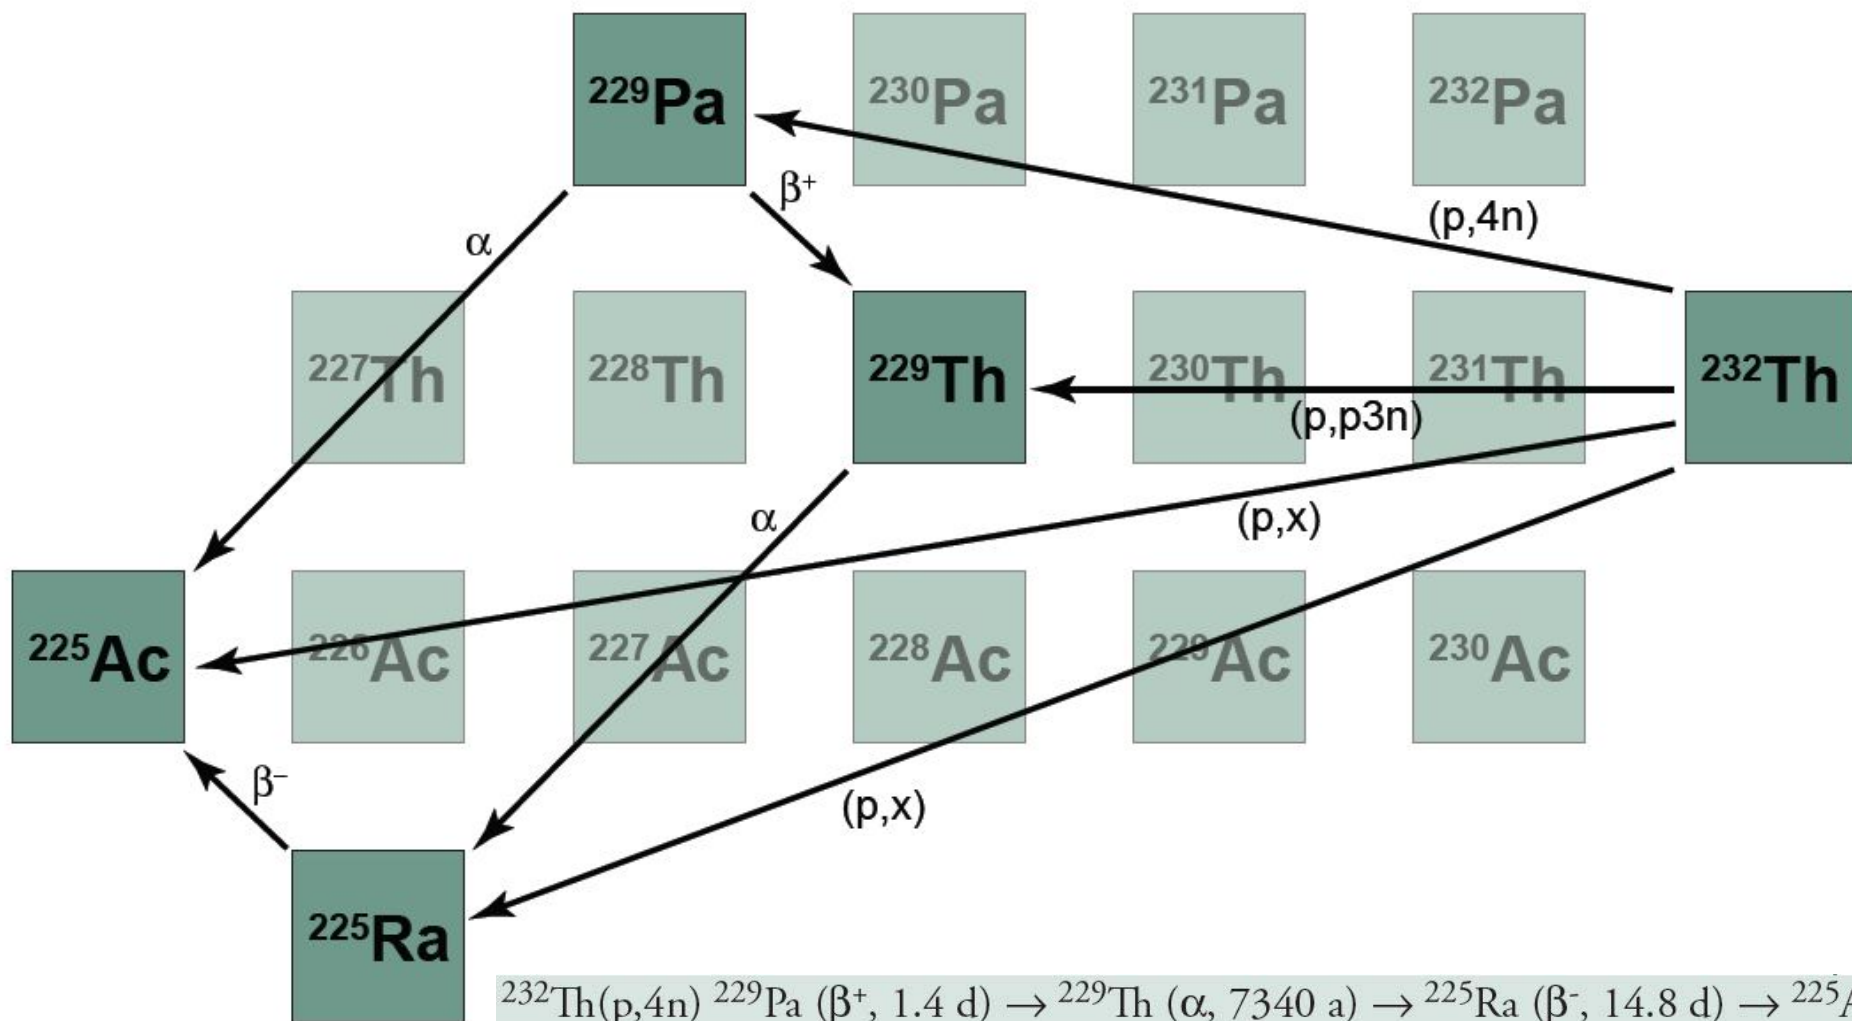 ²²⁹Pa ²³⁰Pa ²³¹Pa ²³²Pa
β⁺
(p,4n)
α
²²⁷Th ²²⁸Th ²²⁹Th ²³⁰Th ²³¹Th ²³²Th
(p,p3n)
α
(p,x)
²²⁵Ac ²²⁶Ac ²²⁷Ac ²²⁸Ac ²²⁹Ac ²³⁰Ac
β⁻
(p,x)
²²⁵Ra
²³²Th(p,4n) ²²⁹Pa (β⁺, 1.4 d) → ²²⁹Th (α, 7340 a) → ²²⁵Ra (β⁻, 14.8 d) → ²²⁵A